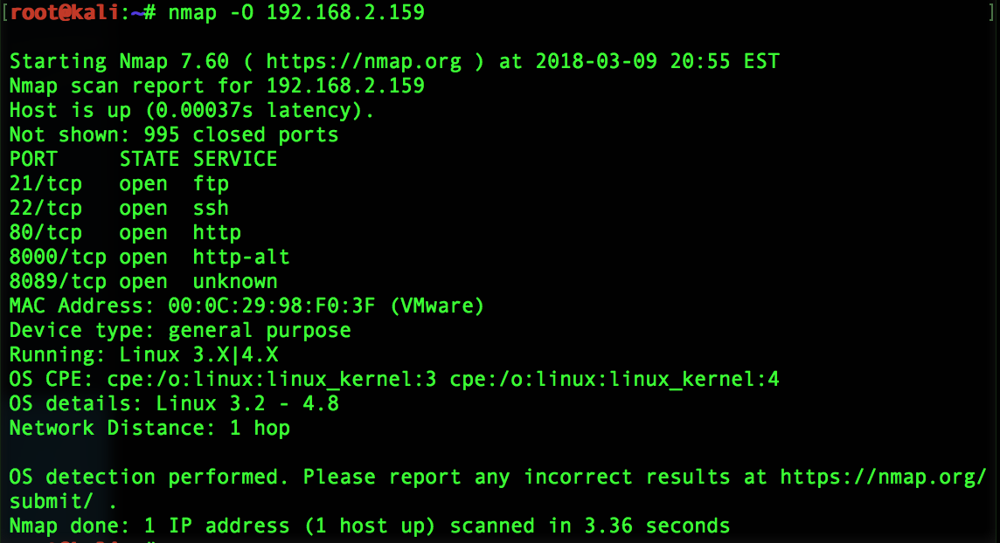 [root@kali:~# nmap -O 192.168.2.159 ]
Starting Nmap 7.60 ( https://nmap.org ) at 2018-03-09 20:55 EST
Nmap scan report for 192.168.2.159
Host is up (0.00037s latency).
Not shown: 995 closed ports
PORT     STATE SERVICE
21/tcp   open  ftp
22/tcp   open  ssh
80/tcp   open  http
8000/tcp open  http-alt
8089/tcp open  unknown
MAC Address: 00:0C:29:98:F0:3F (VMware)
Device type: general purpose
Running: Linux 3.X|4.X
OS CPE: cpe:/o:linux:linux_kernel:3 cpe:/o:linux:linux_kernel:4
OS details: Linux 3.2 - 4.8
Network Distance: 1 hop
OS detection performed. Please report any incorrect results at https://nmap.org/
submit/ .
Nmap done: 1 IP address (1 host up) scanned in 3.36 seconds